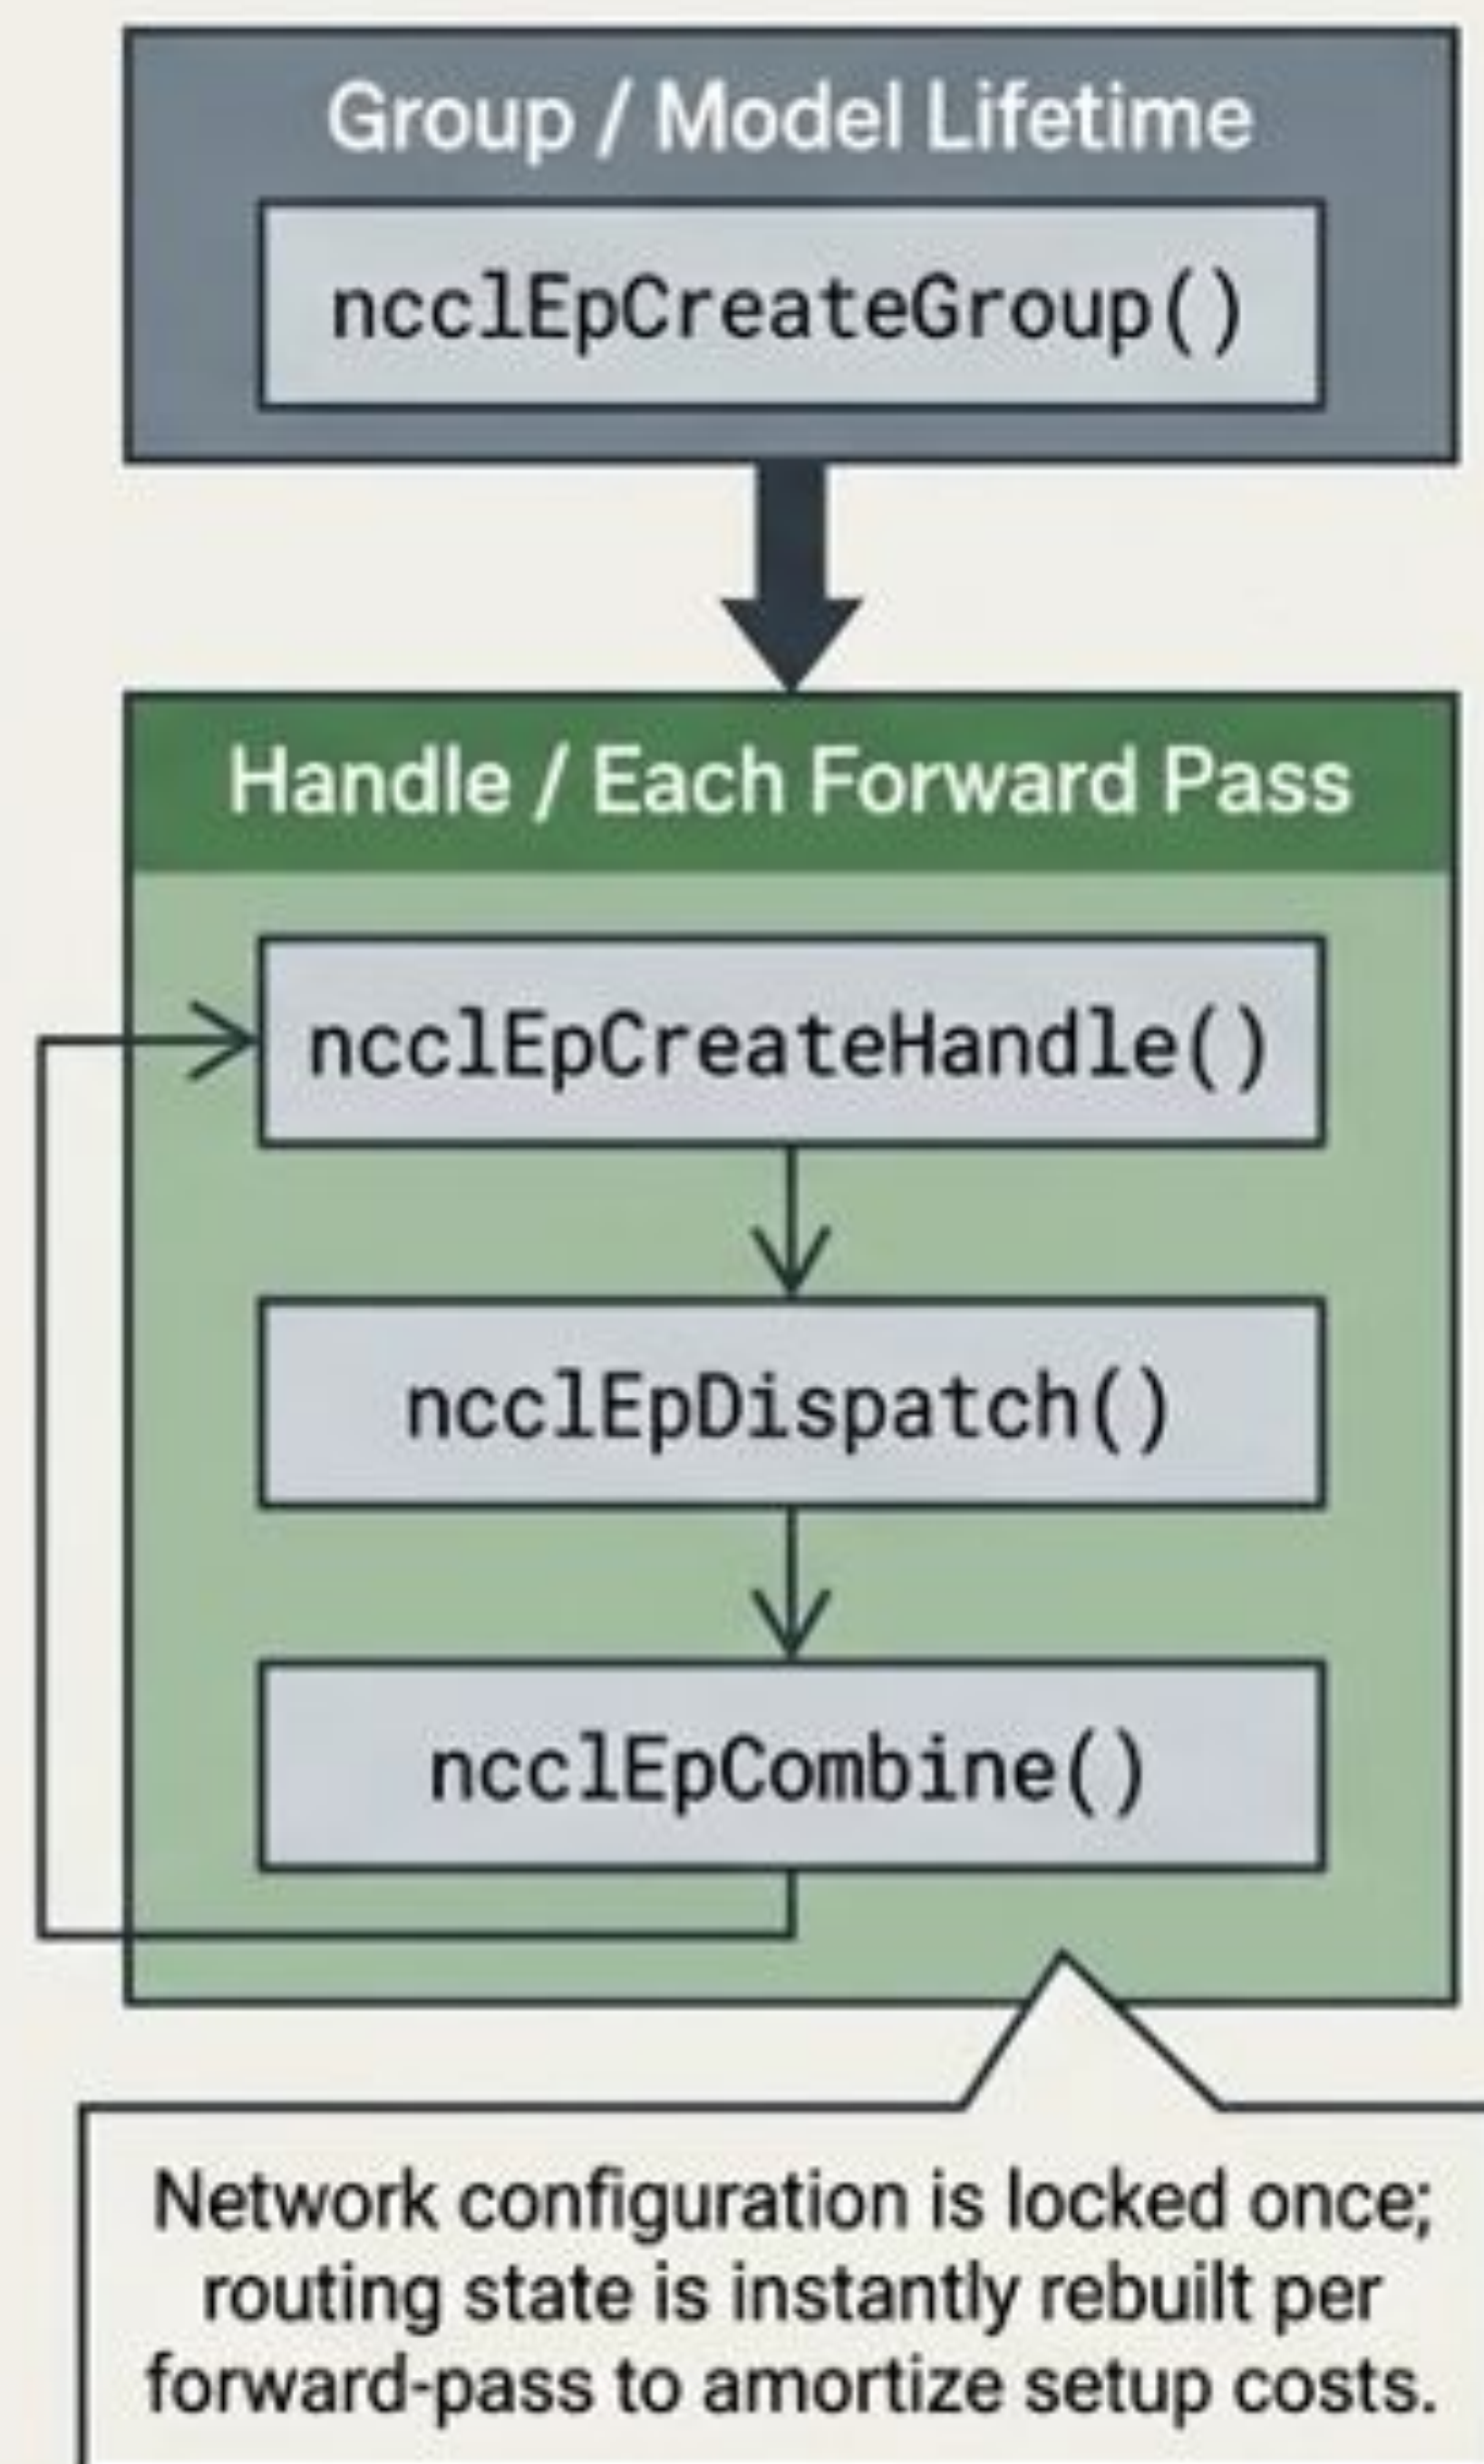 Group / Model Lifetime
ncclEpCreateGroup()
Handle / Each Forward Pass
ncclEpCreateHandle()
ncclEpDispatch()
ncclEpCombine()
Network configuration is locked once;
routing state is instantly rebuilt per
forward-pass to amortize setup costs.